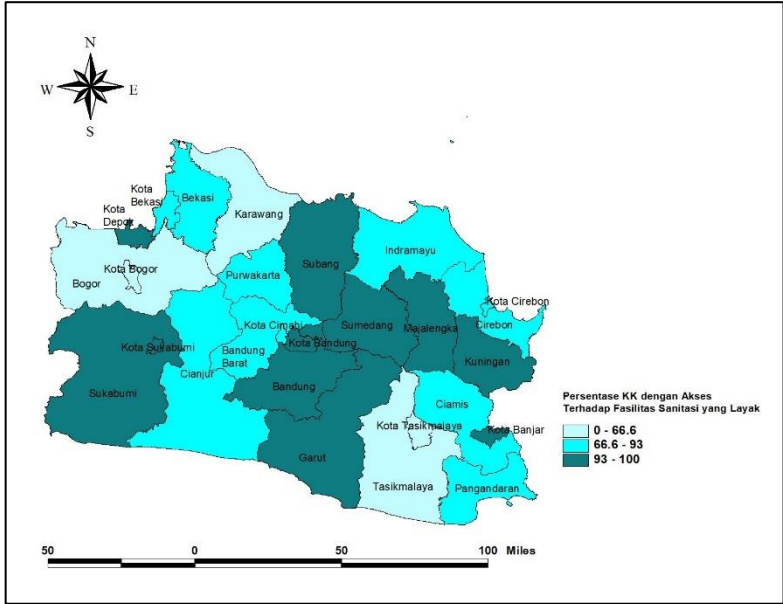 N
W E
S
Kota
Bekasi
Bekasi
Kota
Depok
Karawang
Kota Bogor
Bogor
Purwakarta
Subang
Indramayu
Kota Cirebon
Cirebon
Kota Cimahi
Kota Bandung
Sumedang
Majalengka
Kuningan
Kota Sukabumi
Bandung
Barat
Cianjur
Sukabumi
Bandung
Ciamis
Kota Tasikmalaya
Kota Banjar
Garut
Tasikmalaya
Pangandaran
Persentase KK dengan Akses
Terhadap Fasilitas Sanitasi yang Layak
0 - 66.6
66.6 - 93
93 - 100
50 0 50 100 Miles